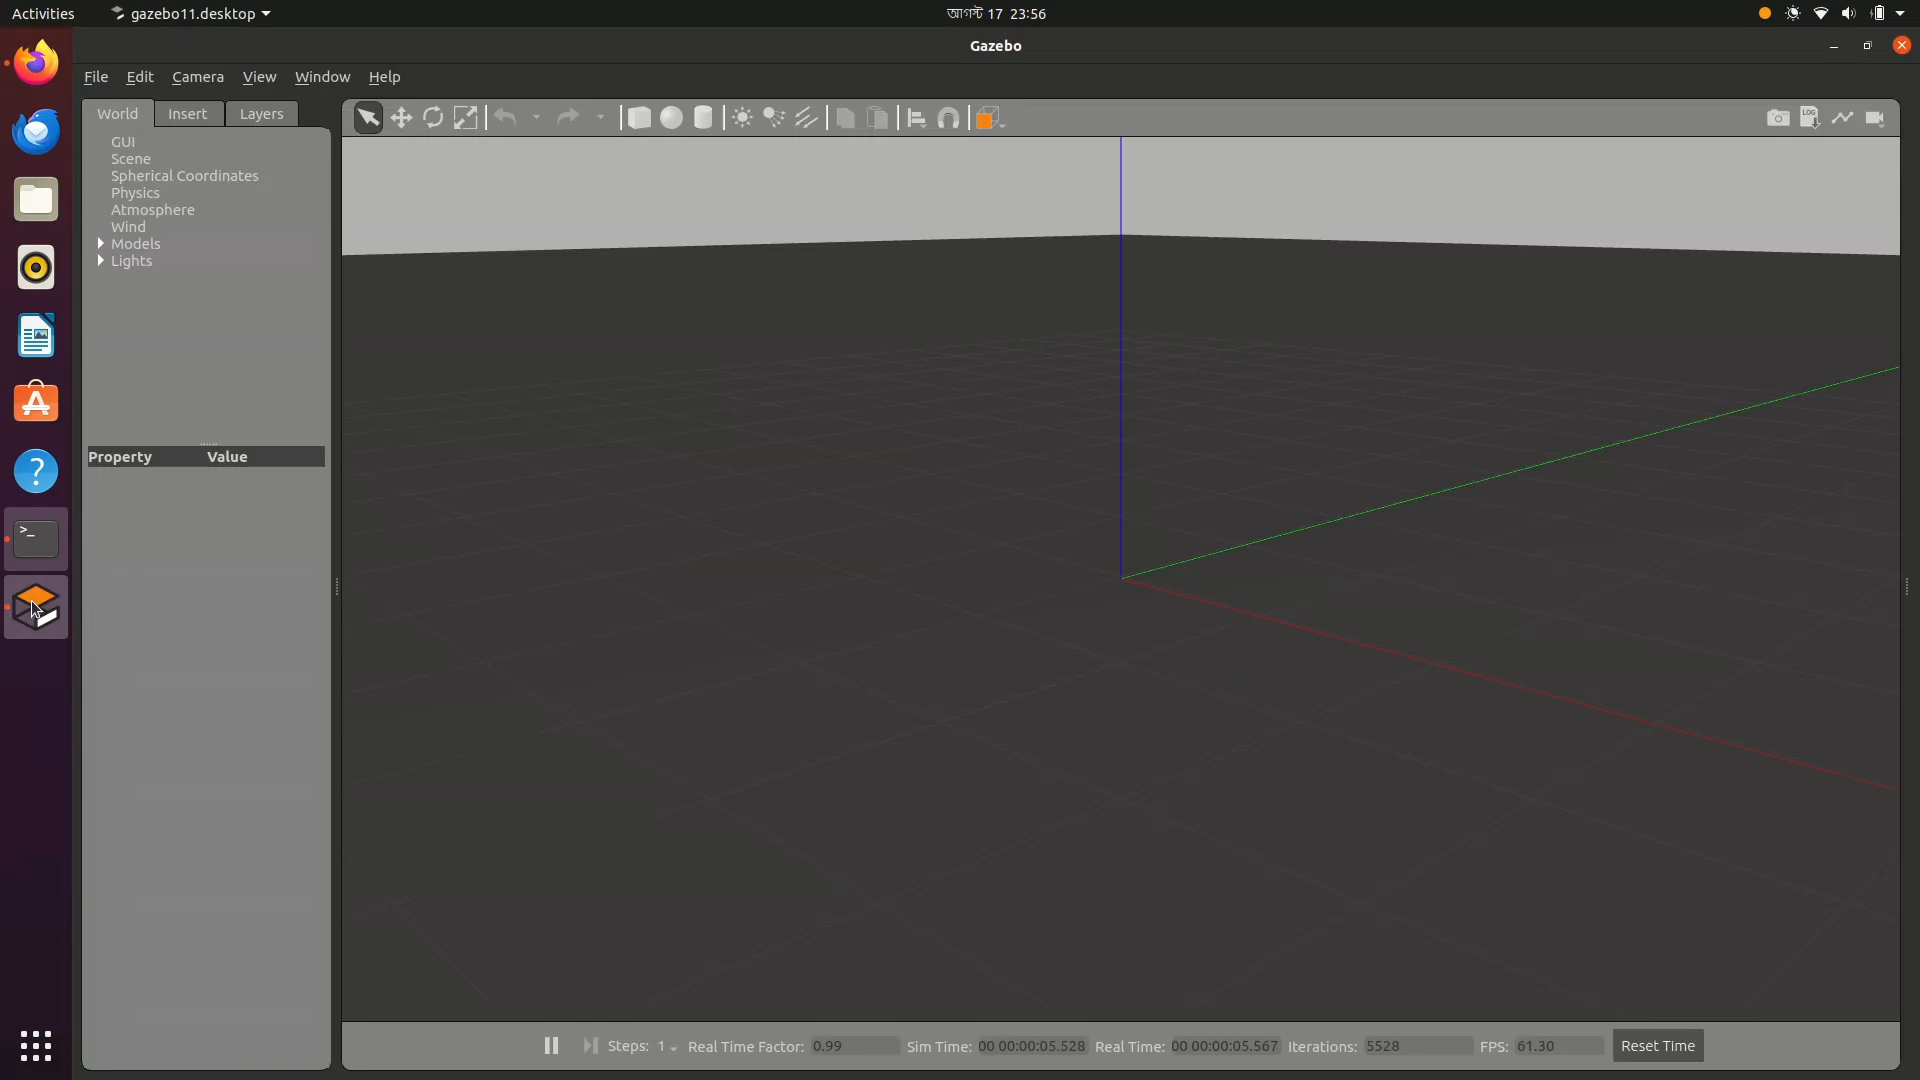 Activities
gazebo11.desktop
আগস্ট 17 23:56
Gazebo
File Edit Camera View Window Help
World Insert Layers
GUI
Scene
Spherical Coordinates
Physics
Atmosphere
Wind
Models
Lights
Property Value
LOG
>_
?
Steps: 1 Real Time Factor: 0.99 Sim Time: 00 00:00:05.528 Real Time: 00 00:00:05.567 Iterations: 5528 FPS: 61.30 Reset Time